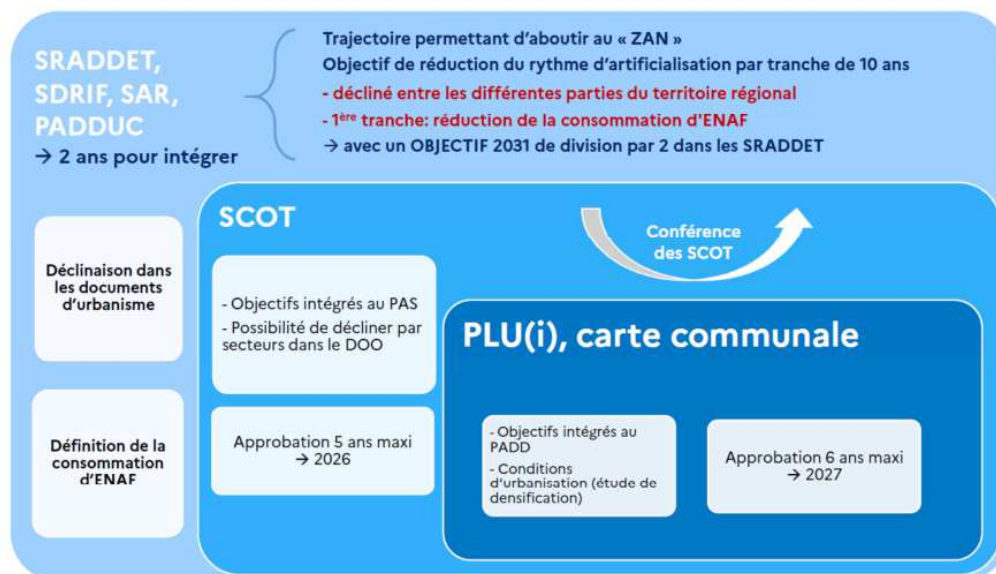 SRADDET,
SDRIF, SAR,
PADDUC
→ 2 ans pour intégrer
Trajectoire permettant d'aboutir au « ZAN »
Objectif de réduction du rythme d'artificialisation par tranche de 10 ans
- décliné entre les différentes parties du territoire régional
- 1ère tranche: réduction de la consommation d'ENAF
→ avec un OBJECTIF 2031 de division par 2 dans les SRADDET
Déclinaison dans
les documents
d'urbanisme
Définition de la
consommation
d'ENAF
SCOT
- Objectifs intégrés au PAS
- Possibilité de décliner par
secteurs dans le DOO
Approbation 5 ans maxi
→ 2026
Conférence
des SCOT
PLU(i), carte communale
- Objectifs intégrés au
PADD
- Conditions
d'urbanisation (étude de
densification)
Approbation 6 ans maxi
→ 2027